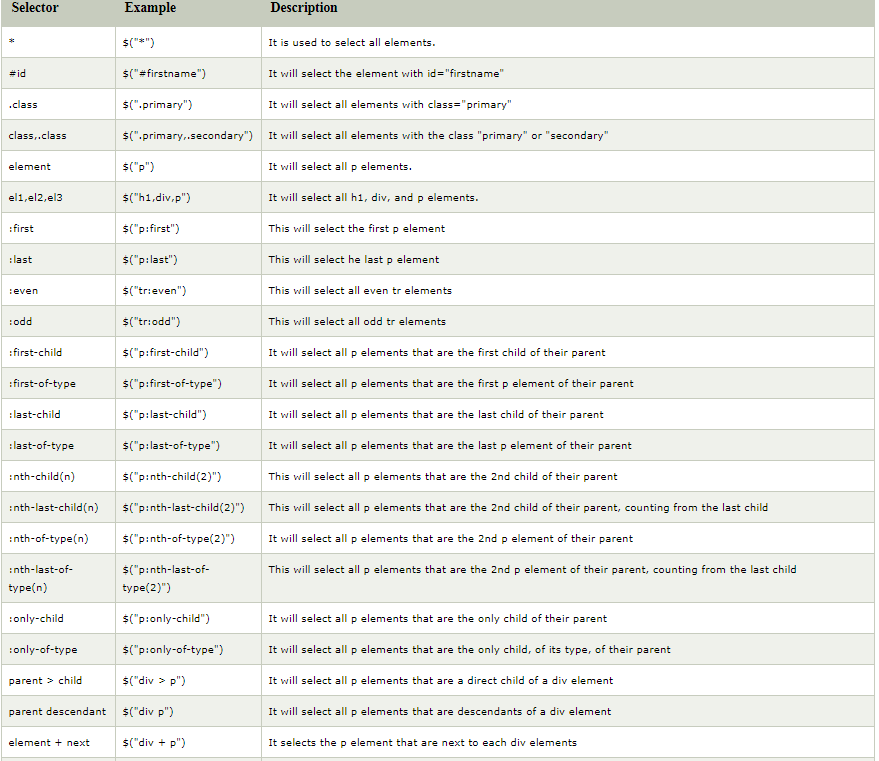 Selector Example Description
* $("*") It is used to select all elements.
#id $("#firstname") It will select the element with id="firstname"
.class $(".primary") It will select all elements with class="primary"
class,.class $(".primary,.secondary") It will select all elements with the class "primary" or "secondary"
element $("p") It will select all p elements.
el1,el2,el3 $("h1,div,p") It will select all h1, div, and p elements.
:first $("p:first") This will select the first p element
:last $("p:last") This will select he last p element
:even $("tr:even") This will select all even tr elements
:odd $("tr:odd") This will select all odd tr elements
:first-child $("p:first-child") It will select all p elements that are the first child of their parent
:first-of-type $("p:first-of-type") It will select all p elements that are the first p element of their parent
:last-child $("p:last-child") It will select all p elements that are the last child of their parent
:last-of-type $("p:last-of-type") It will select all p elements that are the last p element of their parent
:nth-child(n) $("p:nth-child(2)") This will select all p elements that are the 2nd child of their parent
:nth-last-child(n) $("p:nth-last-child(2)") This will select all p elements that are the 2nd child of their parent, counting from the last child
:nth-of-type(n) $("p:nth-of-type(2)") It will select all p elements that are the 2nd p element of their parent
:nth-last-of- $("p:nth-last-of- This will select all p elements that are the 2nd p element of their parent, counting from the last child
type(n) type(2)")
:only-child $("p:only-child") It will select all p elements that are the only child of their parent
:only-of-type $("p:only-of-type") It will select all p elements that are the only child, of its type, of their parent
parent > child $("div > p") It will select all p elements that are a direct child of a div element
parent descendant $("div p") It will select all p elements that are descendants of a div element
element + next $("div + p") It selects the p element that are next to each div elements